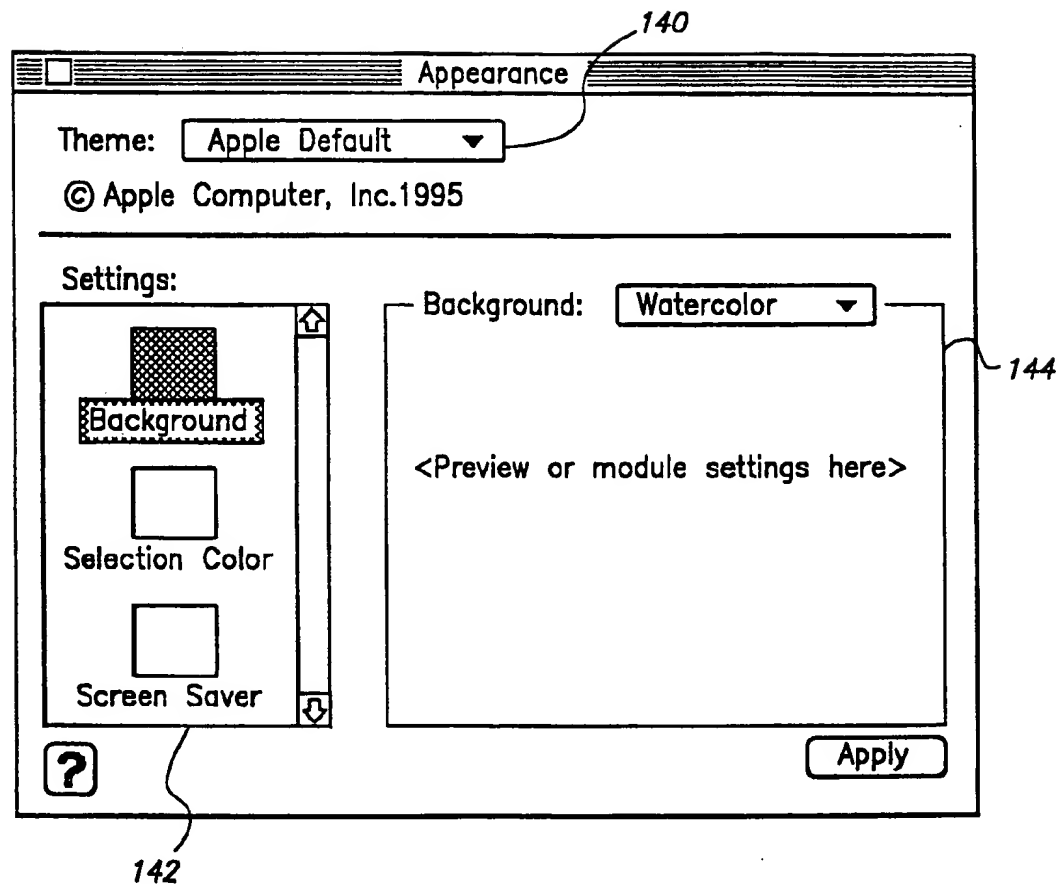 140
Appearance
Theme: Apple Default
© Apple Computer, Inc.1995
Settings:
Background: Watercolor
144
Background
<Preview or module settings here>
Selection Color
Screen Saver
?
Apply
142